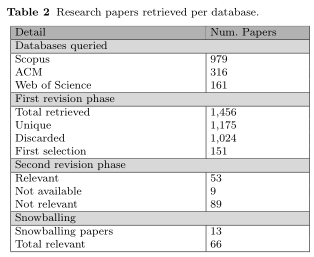 Table 2 Research papers retrieved per database.
Detail Num. Papers
Databases queried
Scopus 979
ACM 316
Web of Science 161
First revision phase
Total retrieved 1,456
Unique 1,175
Discarded 1,024
First selection 151
Second revision phase
Relevant 53
Not available 9
Not relevant 89
Snowballing
Snowballing papers 13
Total relevant 66